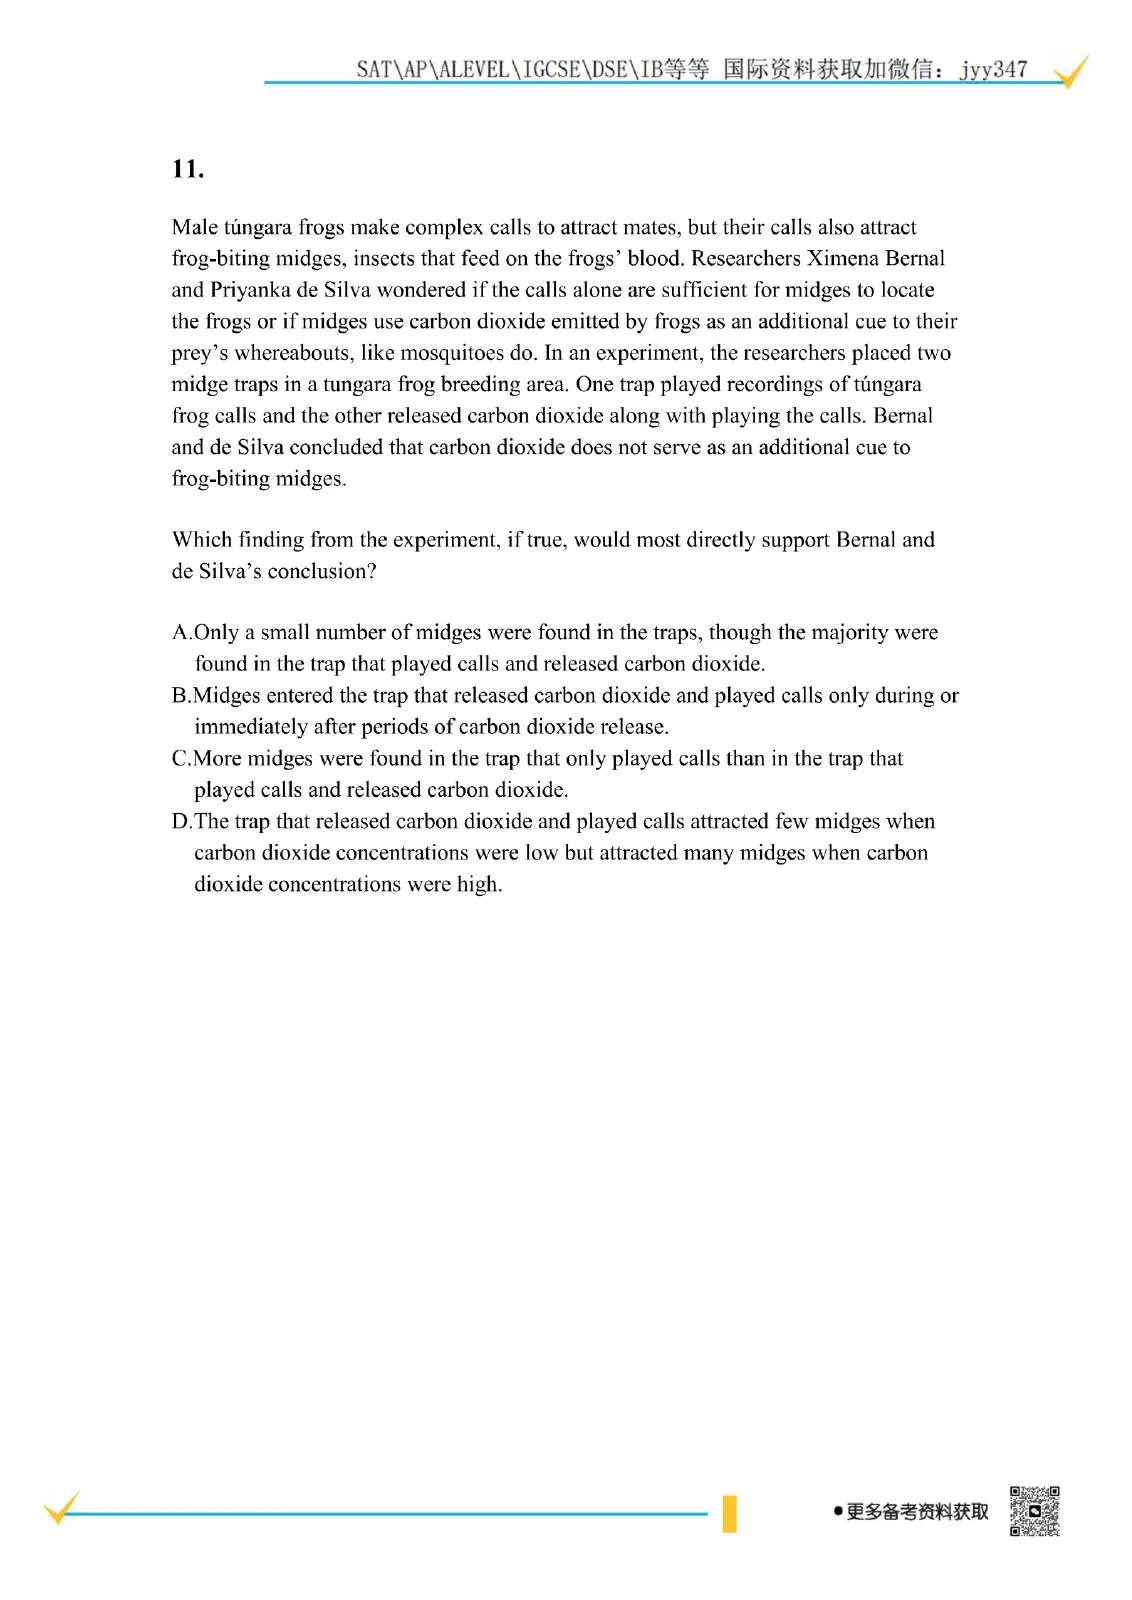 SAT\AP\ALEVEL\IGCSE\DSE\IB等等 国际资料获取加微信：jyy347
11.
Male túngara frogs make complex calls to attract mates, but their calls also attract
frog-biting midges, insects that feed on the frogs’ blood. Researchers Ximena Bernal
and Priyanka de Silva wondered if the calls alone are sufficient for midges to locate
the frogs or if midges use carbon dioxide emitted by frogs as an additional cue to their
prey’s whereabouts, like mosquitoes do. In an experiment, the researchers placed two
midge traps in a tungara frog breeding area. One trap played recordings of túngara
frog calls and the other released carbon dioxide along with playing the calls. Bernal
and de Silva concluded that carbon dioxide does not serve as an additional cue to
frog-biting midges.
Which finding from the experiment, if true, would most directly support Bernal and
de Silva’s conclusion?
A.Only a small number of midges were found in the traps, though the majority were
found in the trap that played calls and released carbon dioxide.
B.Midges entered the trap that released carbon dioxide and played calls only during or
immediately after periods of carbon dioxide release.
C.More midges were found in the trap that only played calls than in the trap that
played calls and released carbon dioxide.
D.The trap that released carbon dioxide and played calls attracted few midges when
carbon dioxide concentrations were low but attracted many midges when carbon
dioxide concentrations were high.
•更多备考资料获取